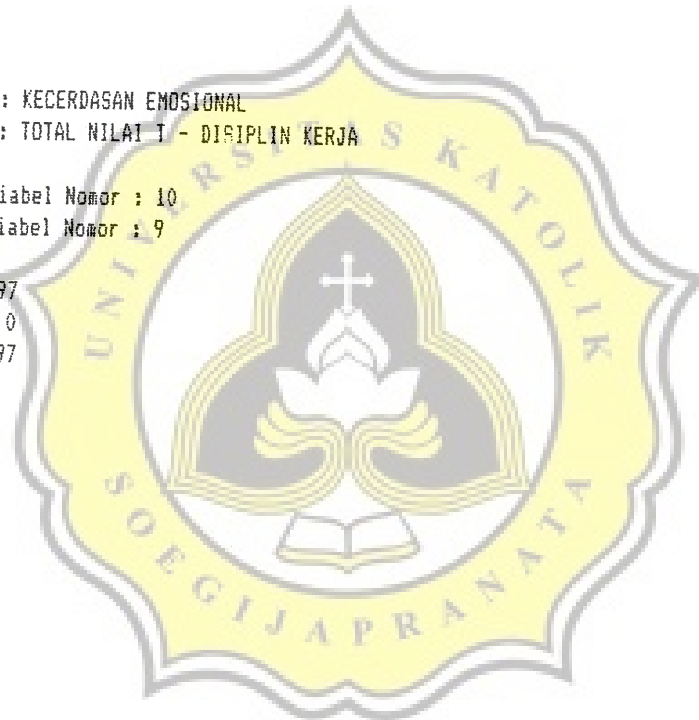 : KECERDASAN EMOSIONAL
: TOTAL NILAI T - DISIPLIN KERJA
iabel Nomor : 10
iabel Nomor : 9
97
0
97
UNIVERSITAS KATOLIK
SOEGIJAPRANATA